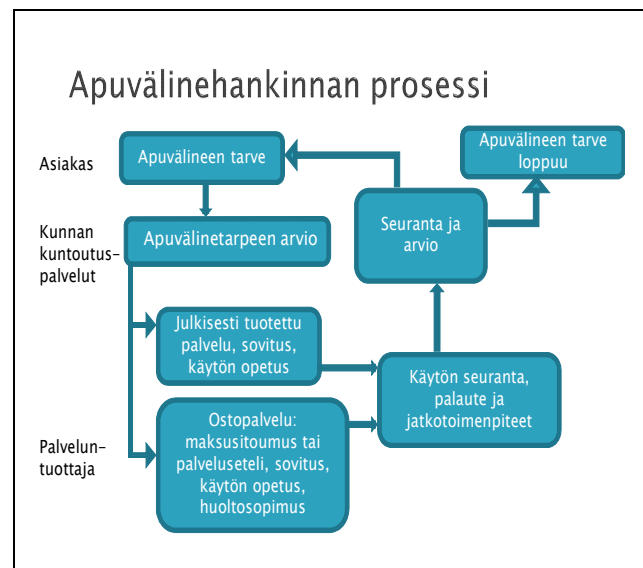 Apuvälinehankinnan prosessi
Asiakas
Apuvälineen tarve
Apuvälineen tarve
loppuu
Kunnan
kuntoutus-
palvelut
Apuvälinetarpeen arvio
Seuranta ja
arvio
Julkisesti tuotettu
palvelu, sovitus,
käytön opetus
Käytön seuranta,
palaute ja
jatkotoimenpiteet
Palvelun-
tuottaja
Ostopalvelu:
maksusitoumus tai
palveluseteli, sovitus,
käytön opetus,
huoltosopimus